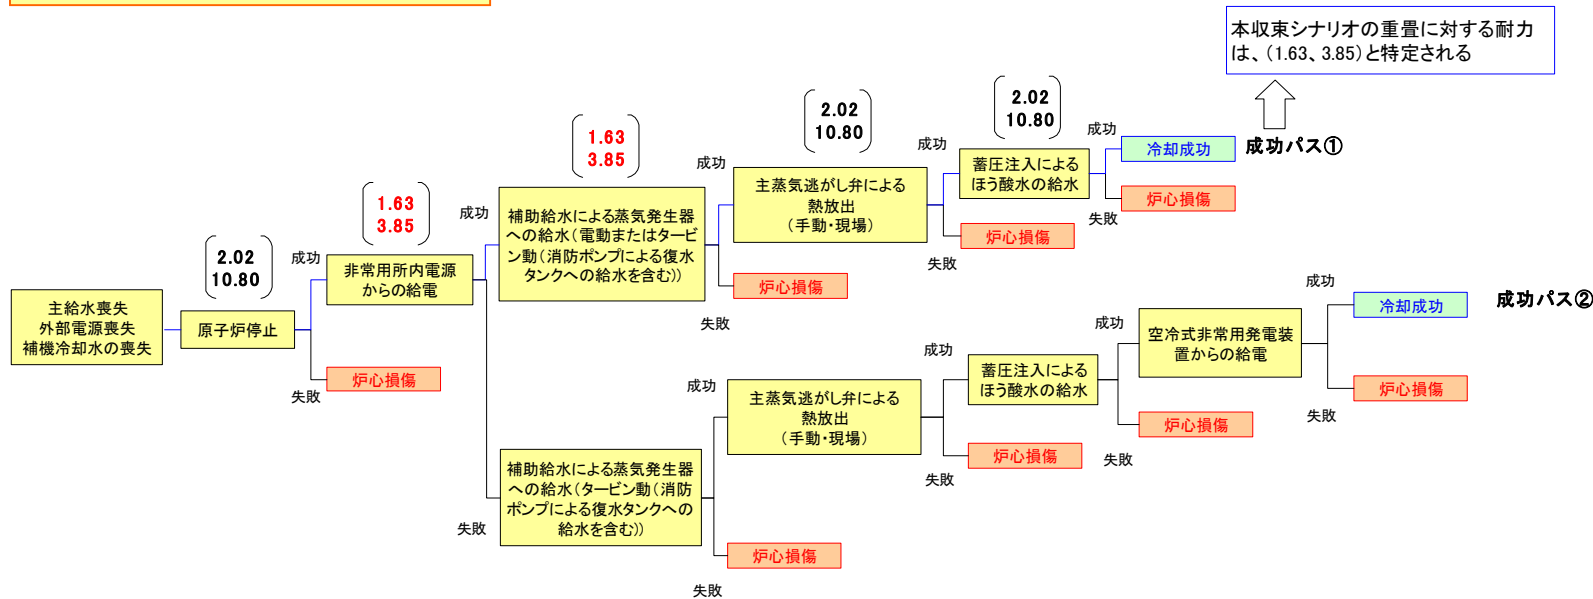 本収束シナリオの重畳に対する耐力
は、（1.63、3.85）と特定される
2.02
10.80
2.02
10.80
1.63
3.85
成功
成功
冷却成功
成功パス①
蓄圧注入による
ほう酸水の給水
成功
主蒸気逃がし弁による
熱放出
（手動・現場）
炉心損傷
失敗
1.63
3.85
成功
補助給水による蒸気発生器
への給水（電動またはタービ
ン動（消防ポンプによる復水
タンクへの給水を含む））
炉心損傷
失敗
2.02
10.80
成功
非常用所内電源
からの給電
炉心損傷
失敗
主給水喪失
外部電源喪失
補機冷却水の喪失
原子炉停止
炉心損傷
失敗
成功
冷却成功
成功パス②
成功
空冷式非常用発電装
置からの給電
成功
蓄圧注入による
ほう酸水の給水
成功
主蒸気逃がし弁による
熱放出
（手動・現場）
炉心損傷
失敗
炉心損傷
失敗
炉心損傷
失敗
補助給水による蒸気発生器
への給水（タービン動（消防
ポンプによる復水タンクへの
給水を含む））
失敗
炉心損傷
失敗